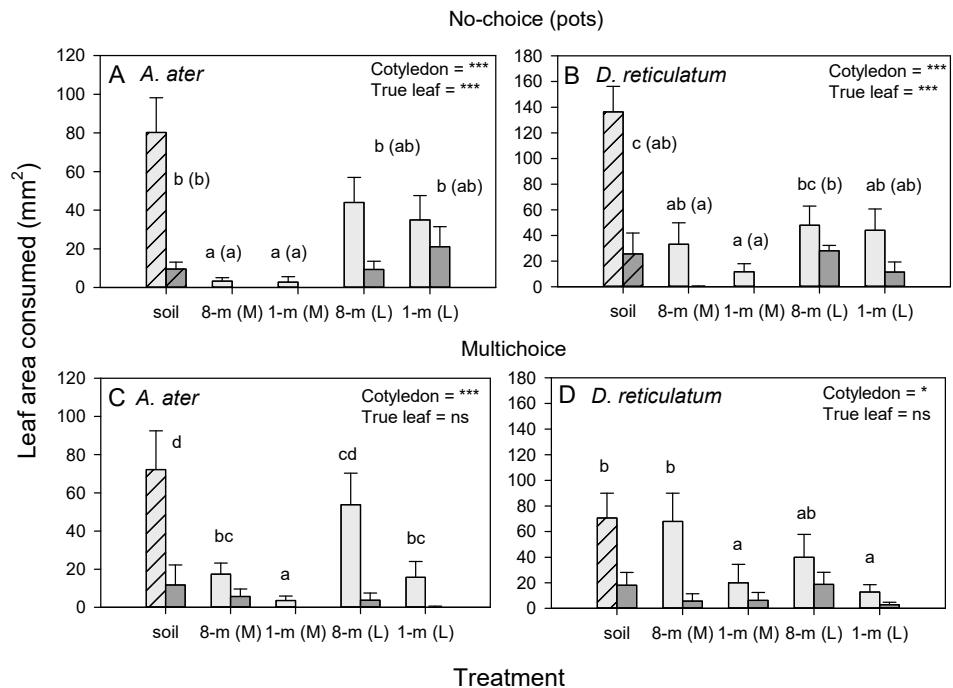 No-choice (pots)
Leaf area consumed (mm²)
A A. ater
Cotyledon = ***
True leaf = ***
120
100
80
60
40
20
0
b (b)
a (a)
a (a)
b (ab)
b (ab)
soil 8-m (M) 1-m (M) 8-m (L) 1-m (L)
B D. reticulatum
Cotyledon = ***
True leaf = ***
180
160
140
120
100
80
60
40
20
0
c (ab)
ab (a)
a (a)
bc (b)
ab (ab)
soil 8-m (M) 1-m (M) 8-m (L) 1-m (L)
Multichoice
C A. ater
Cotyledon = ***
True leaf = ns
120
100
80
60
40
20
0
d
bc
a
cd
bc
soil 8-m (M) 1-m (M) 8-m (L) 1-m (L)
D D. reticulatum
Cotyledon = *
True leaf = ns
180
160
140
120
100
80
60
40
20
0
b
b
a
ab
a
soil 8-m (M) 1-m (M) 8-m (L) 1-m (L)
Treatment